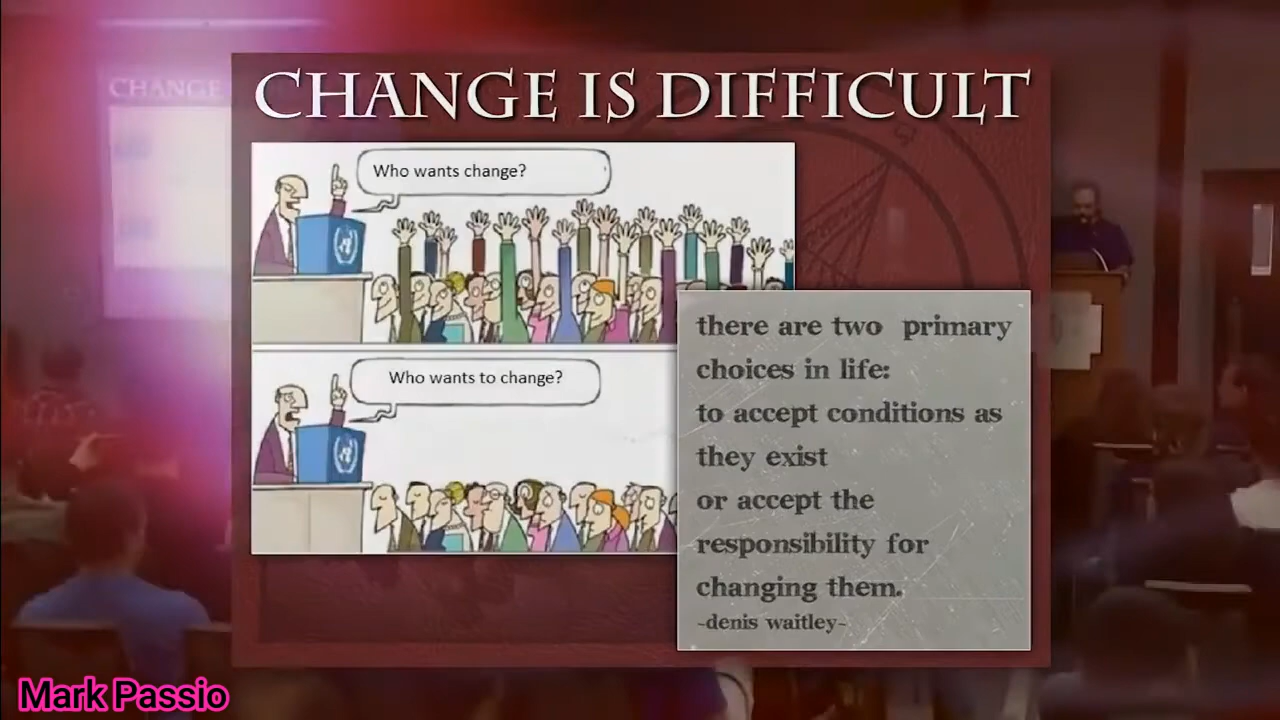 CHANGE IS DIFFICULT
CHANGE
Who wants change?
Who wants to change?
there are two primary
choices in life:
to accept conditions as
they exist
or accept the
responsibility for
changing them.
-denis waitley-
Mark Passio